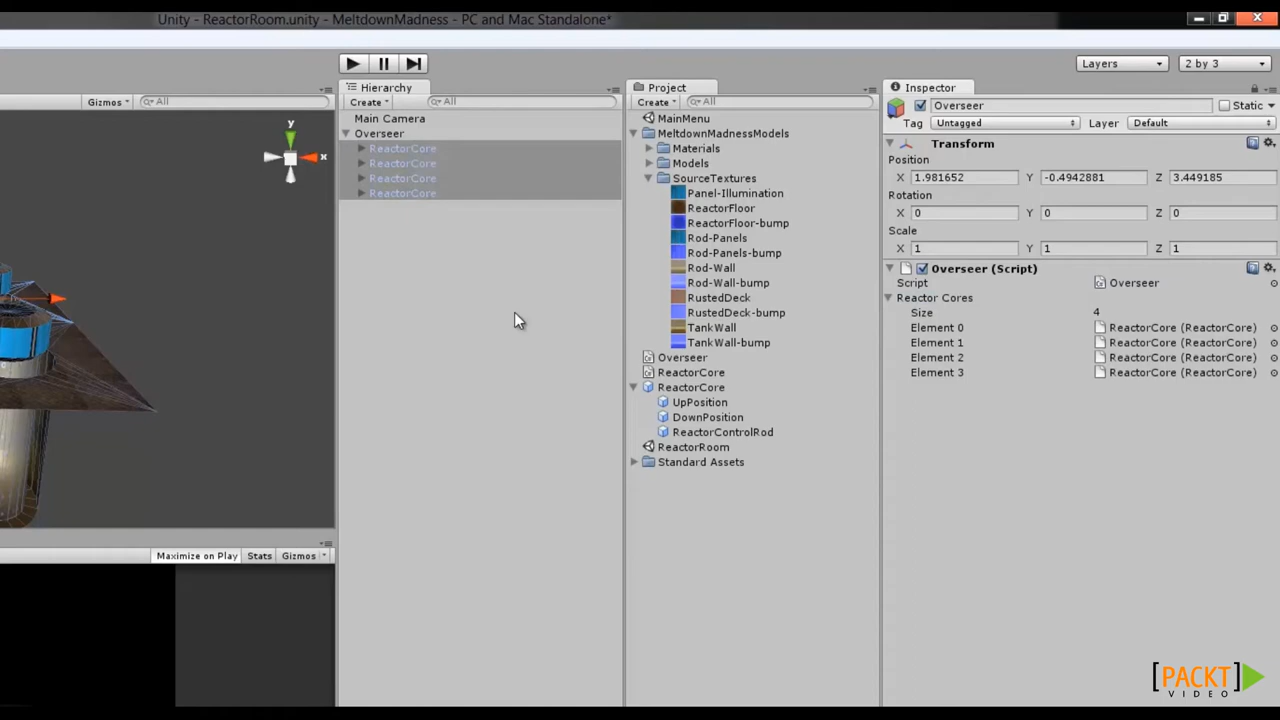 Unity - ReactorRoom.unity - MeltdownMadness - PC and Mac Standalone*
Layers
2 by 3
Hierarchy
Project
Inspector
Gizmos
All
Create
All
Create
All
Overseer
Static
Tag
Untagged
Layer
Default
Main Camera
Overseer
ReactorCore
ReactorCore
ReactorCore
ReactorCore
MainMenu
MeltdownMadnessModels
Materials
Models
SourceTextures
Panel-Illumination
ReactorFloor
ReactorFloor-bump
Rod-Panels
Rod-Panels-bump
Rod-Wall
Rod-Wall-bump
RustedDeck
RustedDeck-bump
TankWall
TankWall-bump
Overseer
ReactorCore
ReactorCore
UpPosition
DownPosition
ReactorControlRod
ReactorRoom
Standard Assets
Transform
Position
X 1.981652 Y -0.4942881 Z 3.449185
Rotation
X 0 Y 0 Z 0
Scale
X 1 Y 1 Z 1
Overseer (Script)
Script Overseer
Reactor Cores
Size 4
Element 0 ReactorCore (ReactorCore)
Element 1 ReactorCore (ReactorCore)
Element 2 ReactorCore (ReactorCore)
Element 3 ReactorCore (ReactorCore)
y
x
Maximize on Play Stats Gizmos
[PACKT]
VIDEO